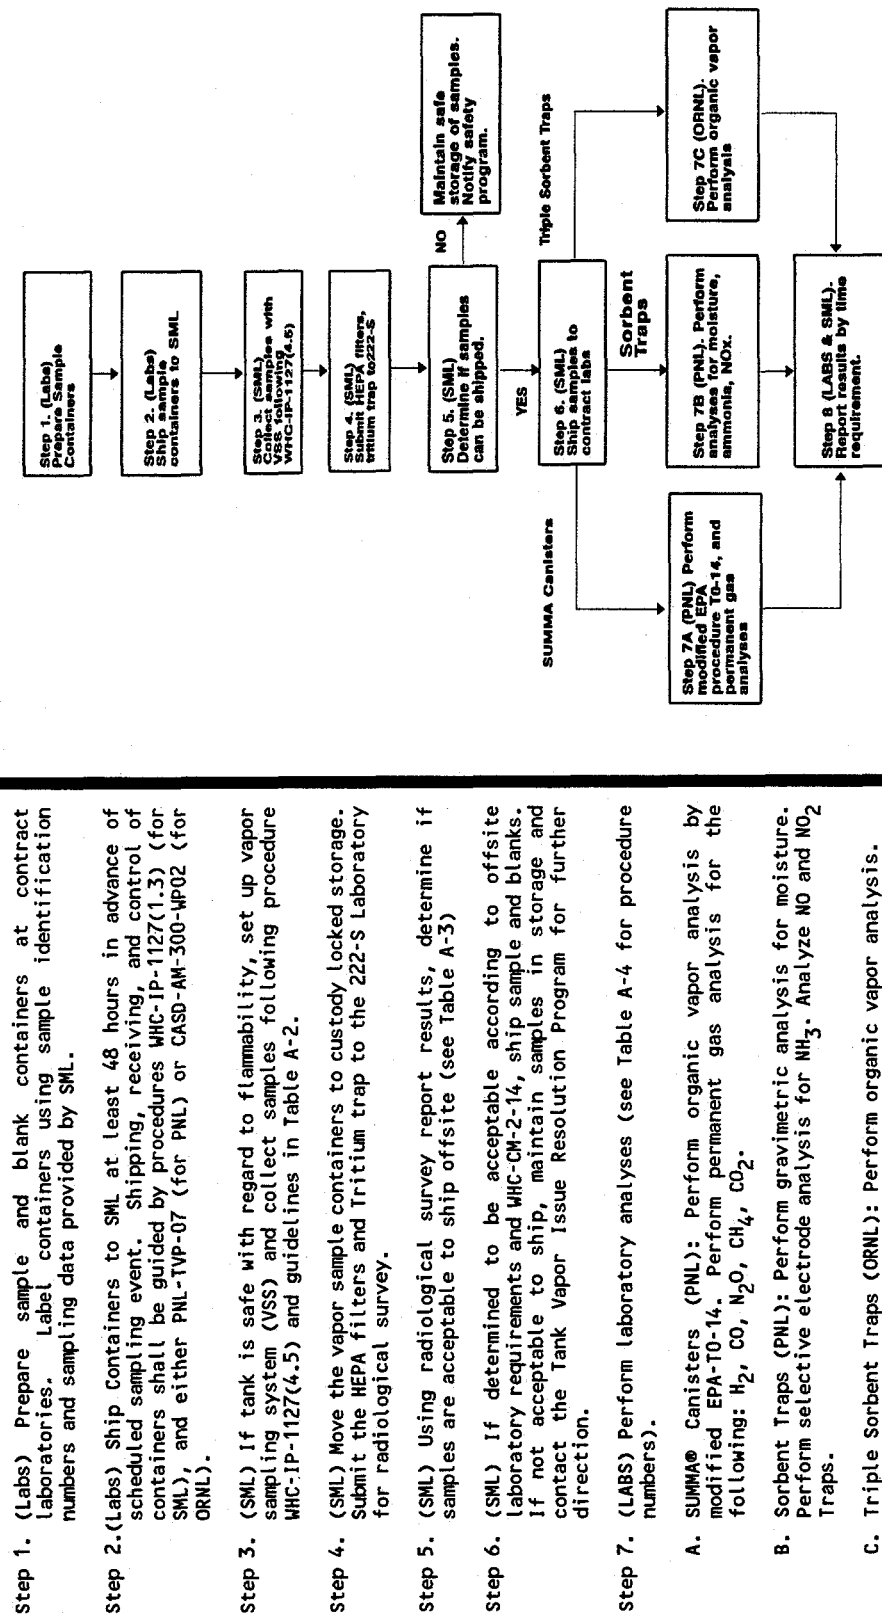 Step 1. (Labs) Prepare sample and blank containers at contract
laboratories. Label containers using sample identification
numbers and sampling data provided by SML.
Step 2.(Labs) Ship Containers to SML at least 48 hours in advance of
scheduled sampling event. Shipping, receiving, and control of
containers shall be guided by procedures WHC-IP-1127(1.3) (for
SML), and either PNL-TVP-07 (for PNL) or CASD-AM-300-WP02 (for
ORNL).
Step 3. (SML) If tank is safe with regard to flammability, set up vapor
sampling system (VSS) and collect samples following procedure
WHC-IP-1127(4.5) and guidelines in Table A-2.
Step 4. (SML) Move the vapor sample containers to custody locked storage.
Submit the HEPA filters and Tritium trap to the 222-S Laboratory
for radiological survey.
Step 5. (SML) Using radiological survey report results, determine if
samples are acceptable to ship offsite (see Table A-3)
Step 6. (SML) If determined to be acceptable according to offsite
laboratory requirements and WHC-CM-2-14, ship sample and blanks.
If not acceptable to ship, maintain samples in storage and
contact the Tank Vapor Issue Resolution Program for further
direction.
Step 7. (LABS) Perform laboratory analyses (see Table A-4 for procedure
numbers).
A. SUMMA® Canisters (PNL): Perform organic vapor analysis by
modified EPA-TO-14. Perform permanent gas analysis for the
following: H2, CO, N2O, CH4, CO2.
B. Sorbent Traps (PNL): Perform gravimetric analysis for moisture.
Perform selective electrode analysis for NH3. Analyze NO and NO2
Traps.
C. Triple Sorbent Traps (ORNL): Perform organic vapor analysis.
Step 1. (Labs)
Prepare Sample
Containers
Step 2. (Labs)
Ship sample
containers to SML
Step 3. (SML)
Collect samples with
VSS following
WHC-IP-1127(4.5)
Step 4. (SML)
Submit HEPA filters,
tritium trap to222-S
Step 5. (SML)
Determine if samples
can be shipped.
NO
Maintain safe
storage of samples.
Notify safety
program.
YES
Step 6. (SML)
Ship samples to
contract labs
SUMMA Canisters
Sorbent
Traps
Triple Sorbent Traps
Step 7A (PNL) Perform
modified EPA
procedure T0-14, and
permanent gas
analyses
Step 7B (PNL). Perform
analyses for moisture,
ammonia, NOx.
Step 7C (ORNL).
Perform organic vapor
analysis
Step 8 (LABS & SML).
Report results by time
requirement.